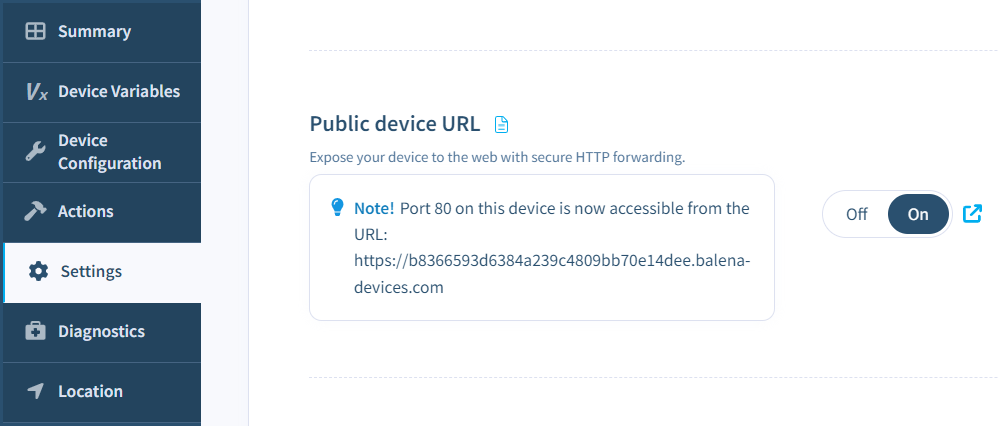 Summary
Vx Device Variables
Device
Configuration
Actions
Settings
Diagnostics
Location
Public device URL
Expose your device to the web with secure HTTP forwarding.
Note! Port 80 on this device is now accessible from the
URL:
https://b8366593d6384a239c4809bb70e14dee.balena-
devices.com
Off On